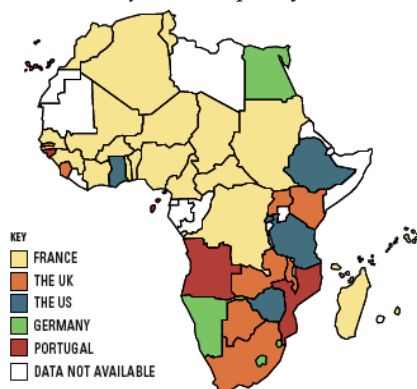 KEY
FRANCE
THE UK
THE US
GERMANY
PORTUGAL
DATA NOT AVAILABLE